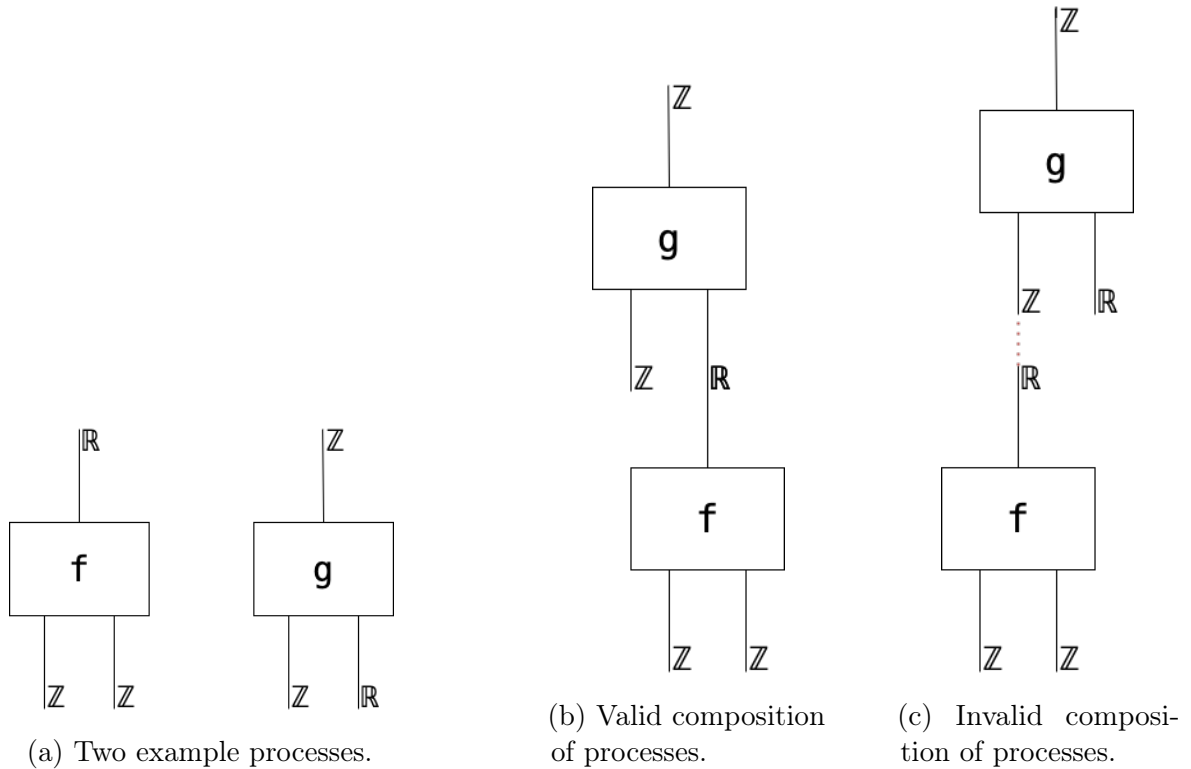 ℝ
f
ℤ ℤ
ℤ
g
ℤ ℝ
(a) Two example processes.
ℤ
g
ℤ ℝ
f
ℤ ℤ
(b) Valid composition
of processes.
ℤ
g
ℤ ℝ
ℝ
f
ℤ ℤ
(c) Invalid composi-
tion of processes.